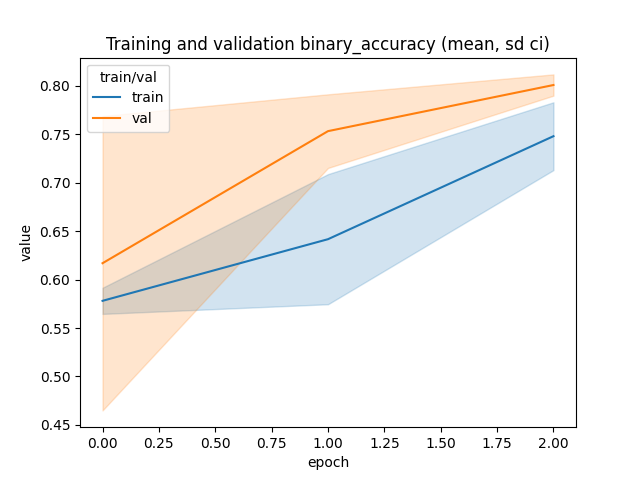 Training and validation binary_accuracy (mean, sd ci)
train/val
train
val
value
0.80
0.75
0.70
0.65
0.60
0.55
0.50
0.45
0.00 0.25 0.50 0.75 1.00 1.25 1.50 1.75 2.00
epoch